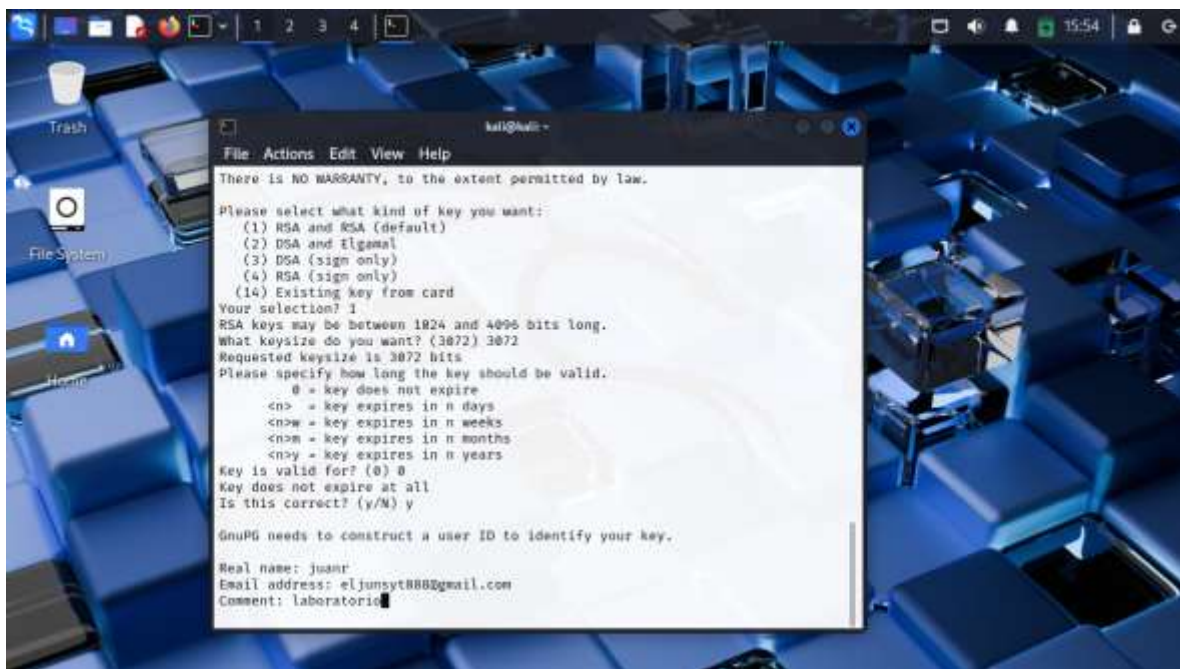 1 2 3 4
15:54
Trash
File System
Home
kali@kali: ~
File Actions Edit View Help
There is NO WARRANTY, to the extent permitted by law.
Please select what kind of key you want:
(1) RSA and RSA (default)
(2) DSA and Elgamal
(3) DSA (sign only)
(4) RSA (sign only)
(14) Existing key from card
Your selection? 1
RSA keys may be between 1024 and 4096 bits long.
What keysize do you want? (3072) 3072
Requested keysize is 3072 bits
Please specify how long the key should be valid.
0 = key does not expire
<n> = key expires in n days
<n>w = key expires in n weeks
<n>m = key expires in n months
<n>y = key expires in n years
Key is valid for? (0) 0
Key does not expire at all
Is this correct? (y/N) y
GnuPG needs to construct a user ID to identify your key.
Real name: juanr
Email address:
Comment: laboratorio